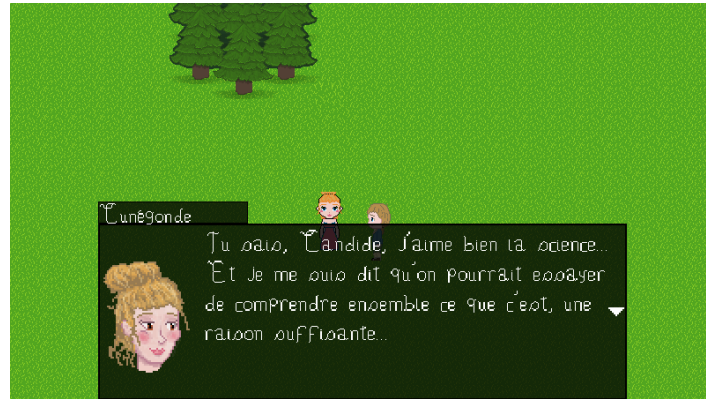 Cunégonde
Tu sais, Candide, J'aime bien la science...
Et Je me suis dit qu'on pourrait essayer
de comprendre ensemble ce que c'est, une
raison suffisante...